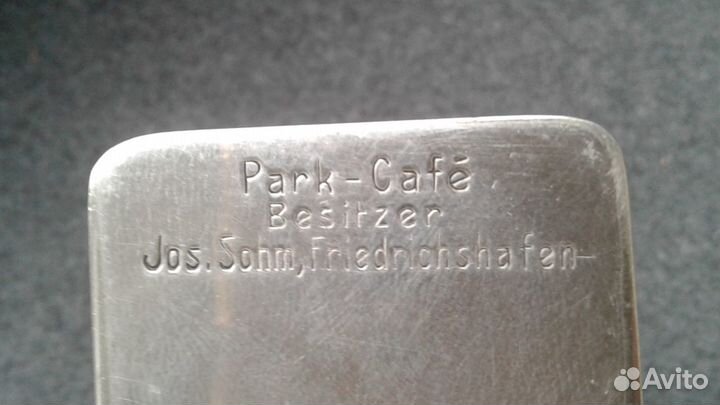 Park-Café
Besitzer
Jos. Sohm, Friedrichshafen-
Avito